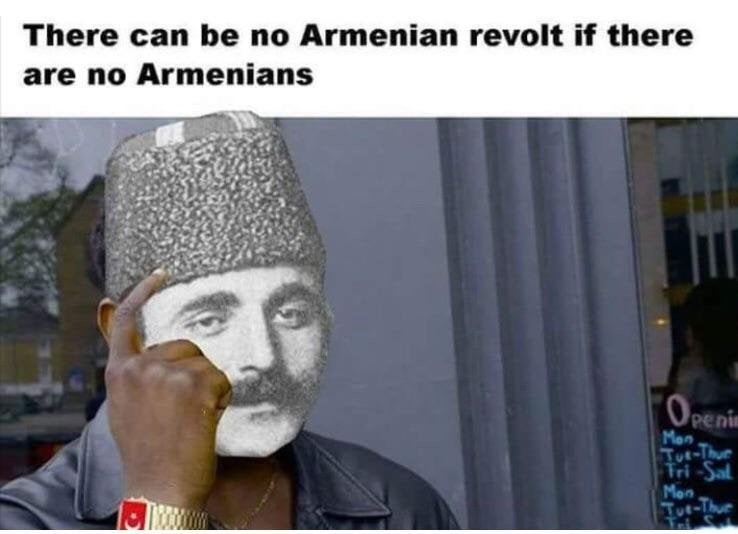 There can be no Armenian revolt if there
are no Armenians
Mon
Tue-Thur
Fri-Sat
Mon
Tue-Thur